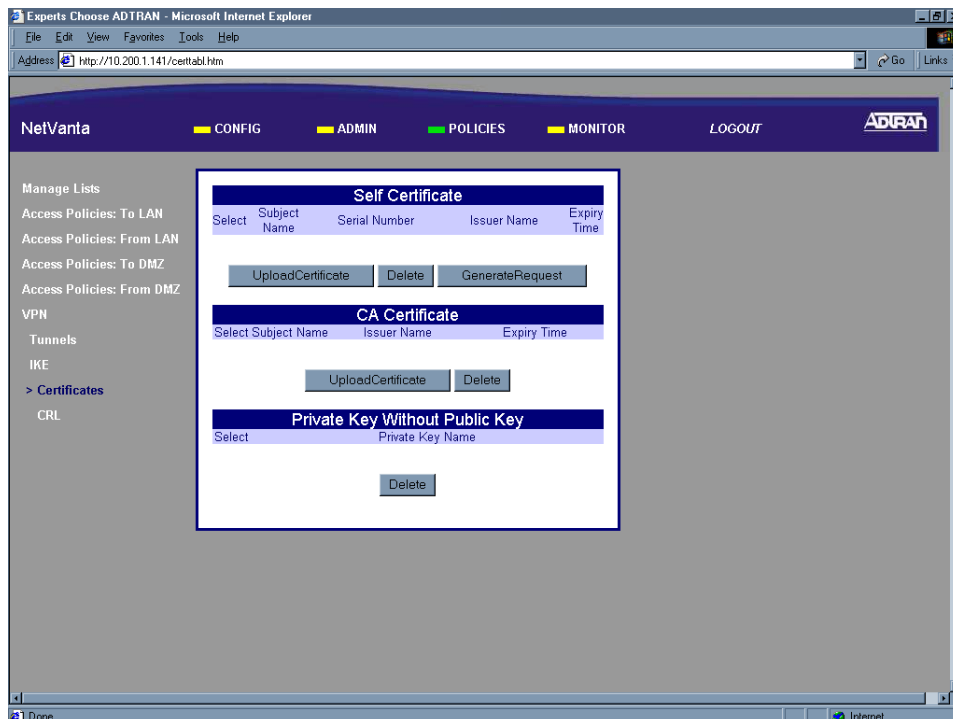 Experts Choose ADTRAN - Microsoft Internet Explorer
File Edit View Favorites Tools Help
Address http://10.200.1.141/certtabl.htm Go Links
NetVanta CONFIG ADMIN POLICIES MONITOR LOGOUT ADTRAN
Manage Lists
Access Policies: To LAN
Access Policies: From LAN
Access Policies: To DMZ
Access Policies: From DMZ
VPN
Tunnels
IKE
> Certificates
CRL
Self Certificate
Select Subject Name Serial Number Issuer Name Expiry Time
UploadCertificate Delete GenerateRequest
CA Certificate
Select Subject Name Issuer Name Expiry Time
UploadCertificate Delete
Private Key Without Public Key
Select Private Key Name
Delete
Done Internet